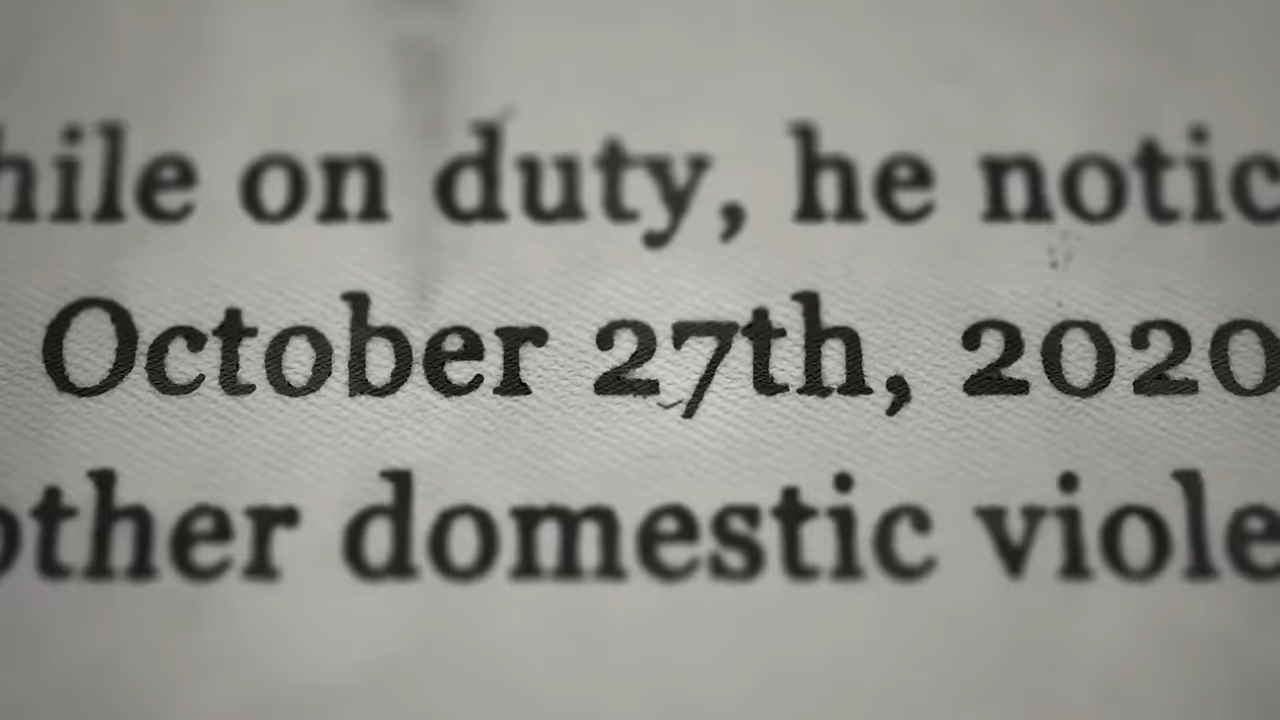 hile on duty, he notic
October 27th, 2020
other domestic viole